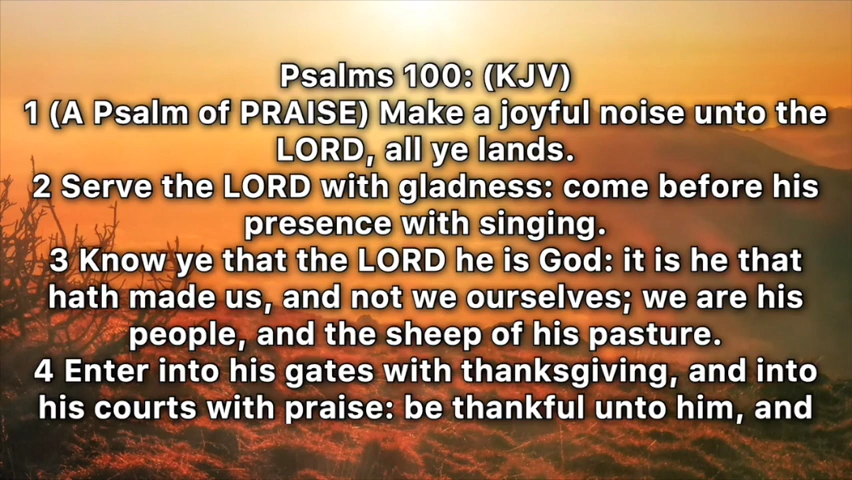 Psalms 100: (KJV)
1 (A Psalm of PRAISE) Make a joyful noise unto the
LORD, all ye lands.
2 Serve the LORD with gladness: come before his
presence with singing.
3 Know ye that the LORD he is God: it is he that
hath made us, and not we ourselves; we are his
people, and the sheep of his pasture.
4 Enter into his gates with thanksgiving, and into
his courts with praise: be thankful unto him, and